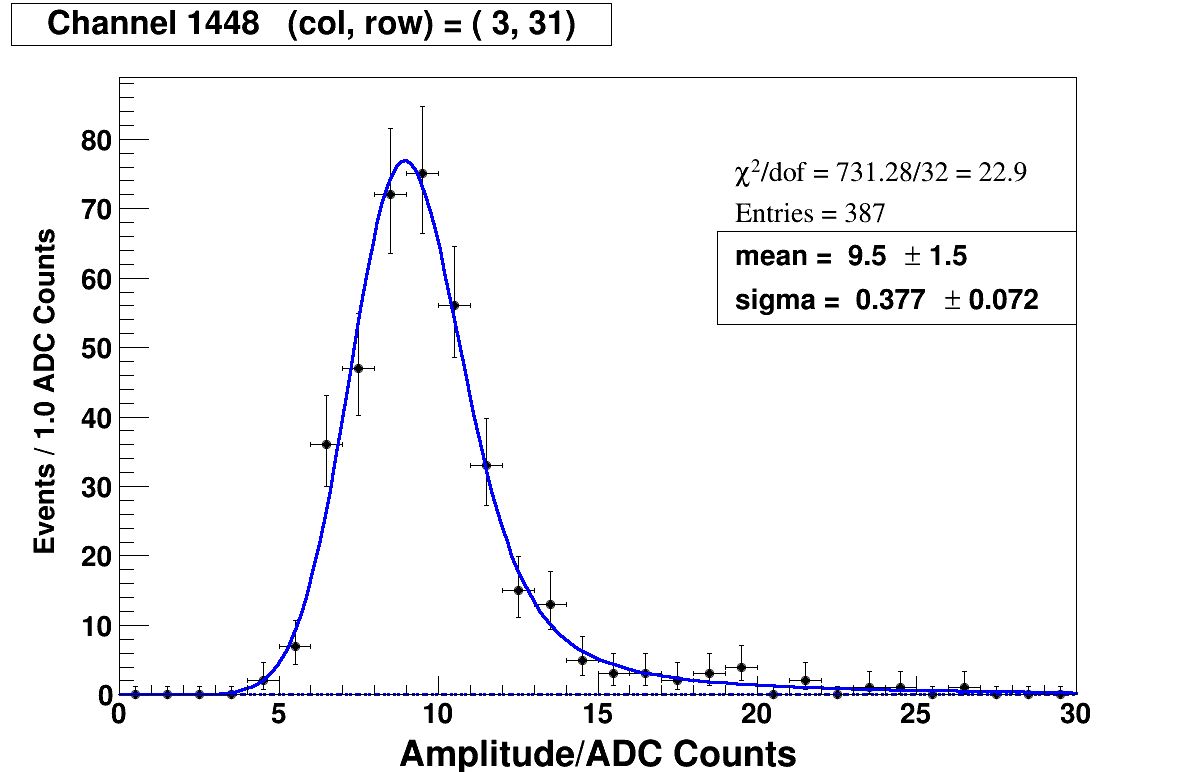 Channel 1448 (col, row) = ( 3, 31)
χ²/dof = 731.28/32 = 22.9
Entries = 387
mean = 9.5 ± 1.5
sigma = 0.377 ± 0.072
Events / 1.0 ADC Counts
80
70
60
50
40
30
20
10
0
0 5 10 15 20 25 30
Amplitude/ADC Counts